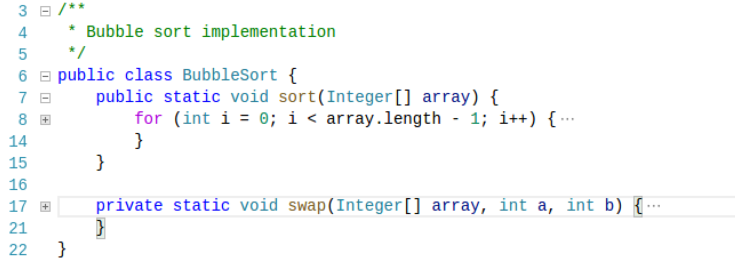 3 /**
4  * Bubble sort implementation
5  */
6 public class BubbleSort {
7     public static void sort(Integer[] array) {
8         for (int i = 0; i < array.length - 1; i++) {···
14         }
15     }
16
17     private static void swap(Integer[] array, int a, int b) {···
21     }
22 }